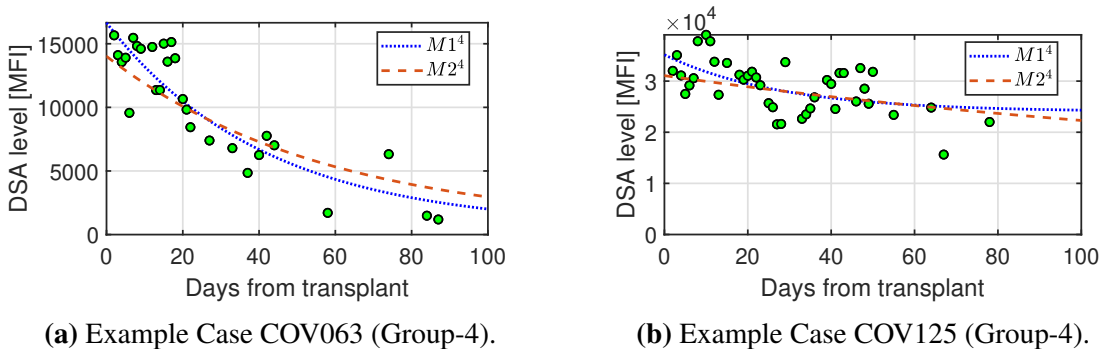 15000
10000
5000
0
DSA level [MFI]
M1⁴
M2⁴
0 20 40 60 80 100
Days from transplant
(a) Example Case COV063 (Group-4).
×10⁴
4
3
2
1
0
DSA level [MFI]
M1⁴
M2⁴
0 20 40 60 80 100
Days from transplant
(b) Example Case COV125 (Group-4).